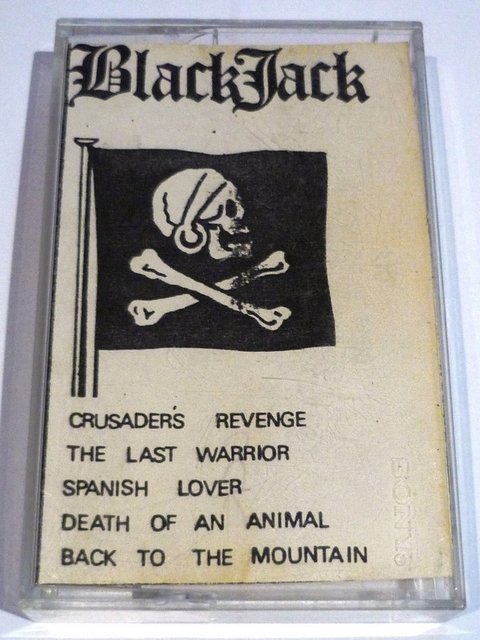 BlackJack
CRUSADER'S REVENGE
THE LAST WARRIOR
SPANISH LOVER
DEATH OF AN ANIMAL
BACK TO THE MOUNTAIN